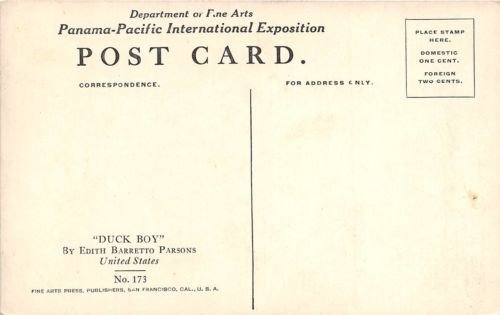 Department of Fine Arts
Panama-Pacific International Exposition
POST CARD.
PLACE STAMP
HERE.
DOMESTIC
ONE CENT.
FOREIGN
TWO CENTS.
CORRESPONDENCE.
FOR ADDRESS ONLY.
"DUCK BOY"
BY EDITH BARRETTO PARSONS
United States
No. 173
FINE ARTS PRESS, PUBLISHERS, SAN FRANCISCO, CAL., U. S. A.